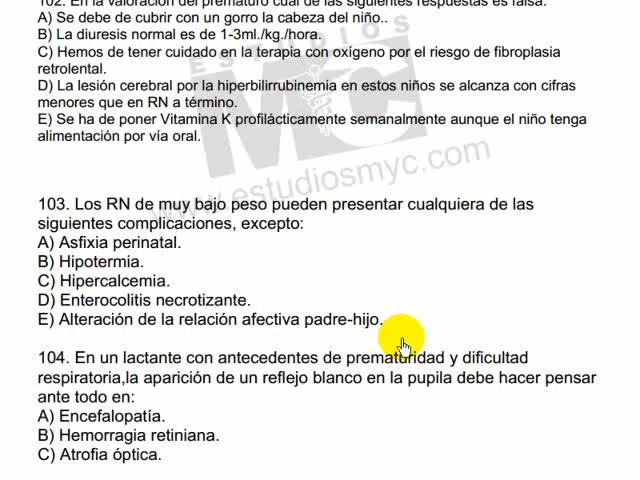 102. En la valoración del prematuro cuál de las siguientes respuestas es falsa.
A) Se debe de cubrir con un gorro la cabeza del niño..
B) La diuresis normal es de 1-3ml./kg./hora.
C) Hemos de tener cuidado en la terapia con oxígeno por el riesgo de fibroplasia
retrolental.
D) La lesión cerebral por la hiperbilirrubinemia en estos niños se alcanza con cifras
menores que en RN a término.
E) Se ha de poner Vitamina K profilácticamente semanalmente aunque el niño tenga
alimentación por vía oral.
ESTUDIOS
MC
www.estudiosmyc.com
103. Los RN de muy bajo peso pueden presentar cualquiera de las
siguientes complicaciones, excepto:
A) Asfixia perinatal.
B) Hipotermia.
C) Hipercalcemia.
D) Enterocolitis necrotizante.
E) Alteración de la relación afectiva padre-hijo.
104. En un lactante con antecedentes de prematuridad y dificultad
respiratoria,la aparición de un reflejo blanco en la pupila debe hacer pensar
ante todo en:
A) Encefalopatía.
B) Hemorragia retiniana.
C) Atrofia óptica.